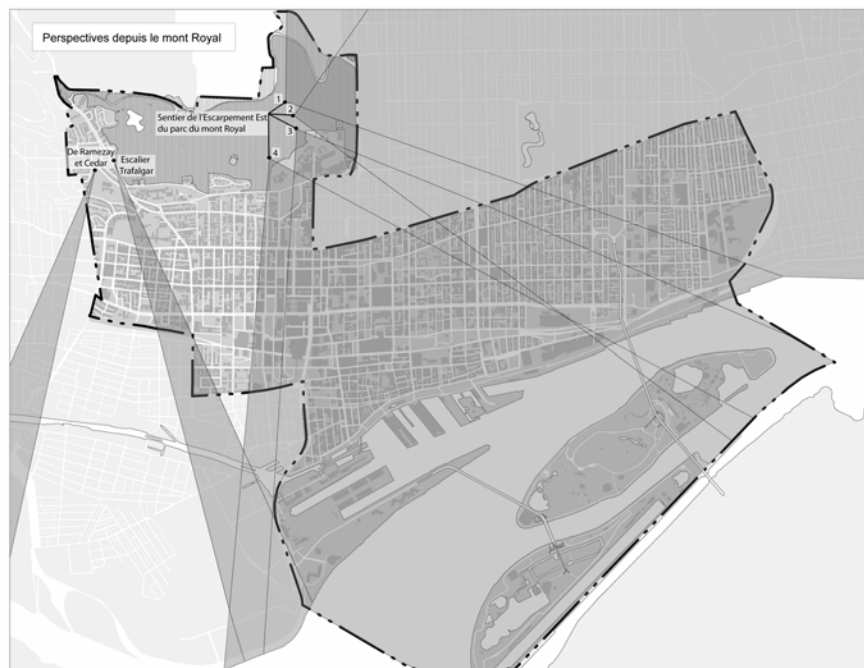 Perspectives depuis le mont Royal
1
2
Sentier de l'Escarpement Est
du parc du mont Royal
3
4
De Ramezay
et Cedar
Escalier
Trafalgar